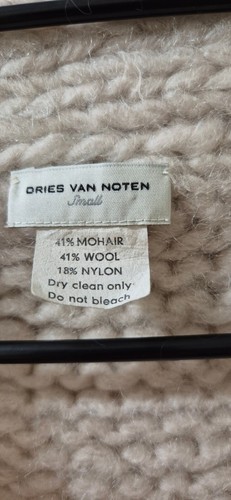 DRIES VAN NOTEN
Small
41% MOHAIR
41% WOOL
18% NYLON
Dry clean only
Do not bleach